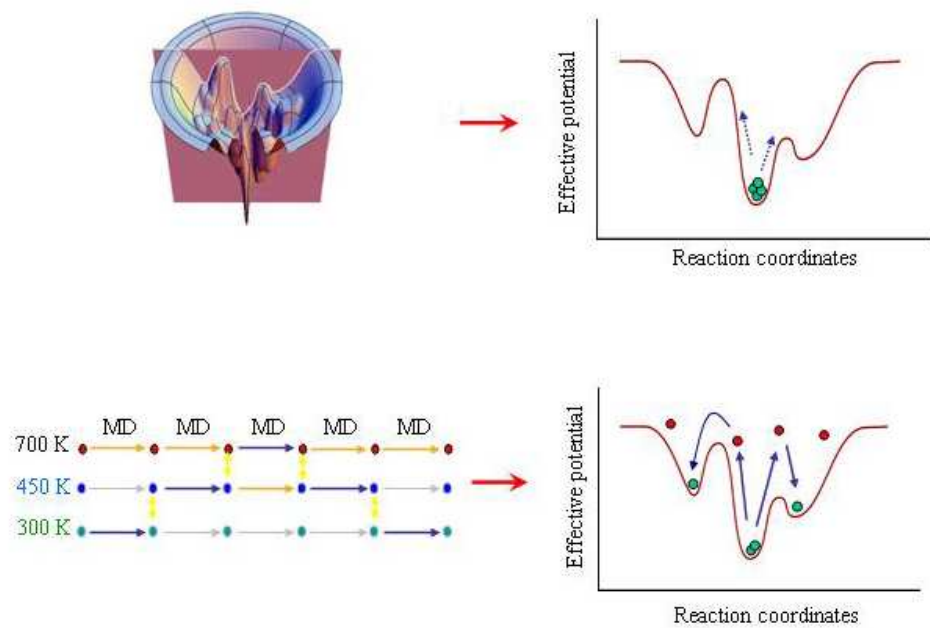 Effective potential
Reaction coordinates
MD MD MD MD MD
700 K
450 K
300 K
Effective potential
Reaction coordinates